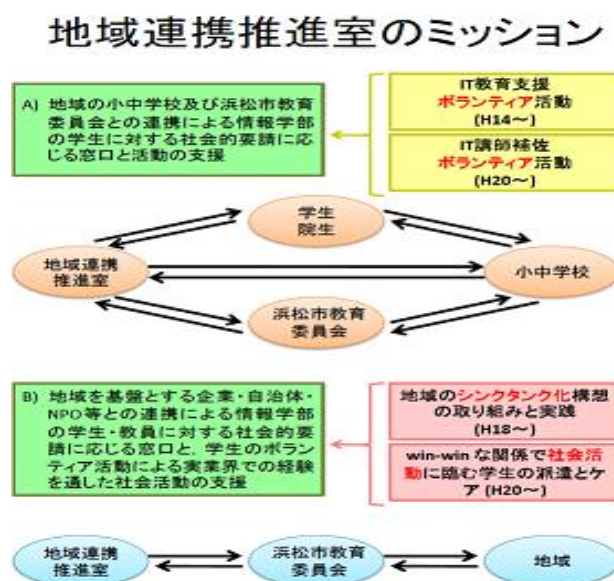 地域連携推進室のミッション
A) 地域の小中学校及び浜松市教育
委員会との連携による情報学部
の学生に対する社会的要請に応
じる窓口と活動の支援
IT教育支援
ボランティア活動
(H14～)
IT講師補佐
ボランティア活動
(H20～)
学生
院生
地域連携
推進室
小中学校
浜松市教育
委員会
B) 地域を基盤とする企業・自治体・
NPO等との連携による情報学部
の学生・教員に対する社会的要
請に応じる窓口と、学生のボラン
ティア活動による実業界での経験
を通した社会活動の支援
地域のシンクタンク化構想
の取り組みと実践
(H18～)
win-win な関係で社会活
動に臨む学生の派遣とケ
ア (H20～)
地域連携
推進室
浜松市教育
委員会
地域